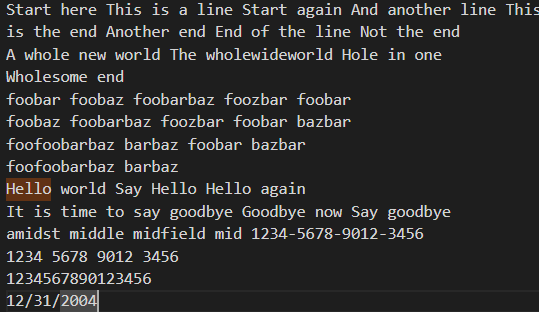 Start here This is a line Start again And another line This
is the end Another end End of the line Not the end
A whole new world The wholewideworld Hole in one
Wholesome end
foobar foobaz foobarbaz foozbar foobar
foobaz foobarbaz foozbar foobar bazbar
foofoobarbaz barbaz foobar bazbar
foofoobarbaz barbaz
Hello world Say Hello Hello again
It is time to say goodbye Goodbye now Say goodbye
amidst middle midfield mid 1234-5678-9012-3456
1234 5678 9012 3456
1234567890123456
12/31/2004